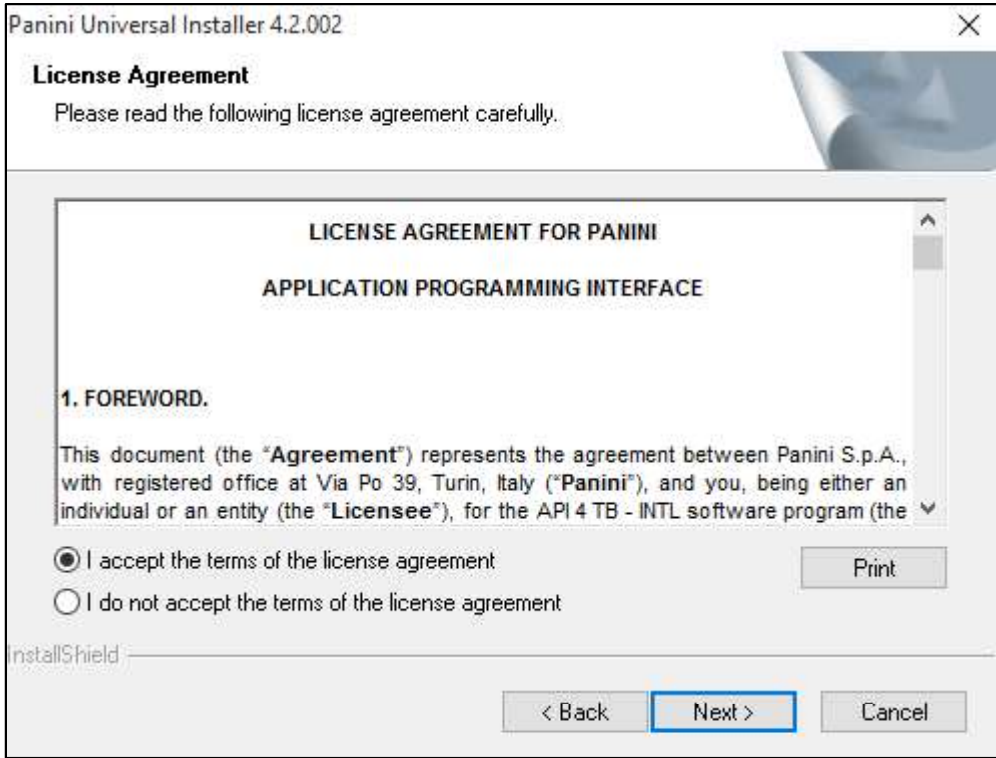 Panini Universal Installer 4.2.002
License Agreement
Please read the following license agreement carefully.
LICENSE AGREEMENT FOR PANINI
APPLICATION PROGRAMMING INTERFACE
1. FOREWORD.
This document (the “Agreement”) represents the agreement between Panini S.p.A.,
with registered office at Via Po 39, Turin, Italy (“Panini”), and you, being either an
individual or an entity (the “Licensee”), for the API 4 TB - INTL software program (the
I accept the terms of the license agreement
Print
I do not accept the terms of the license agreement
InstallShield
< Back Next > Cancel